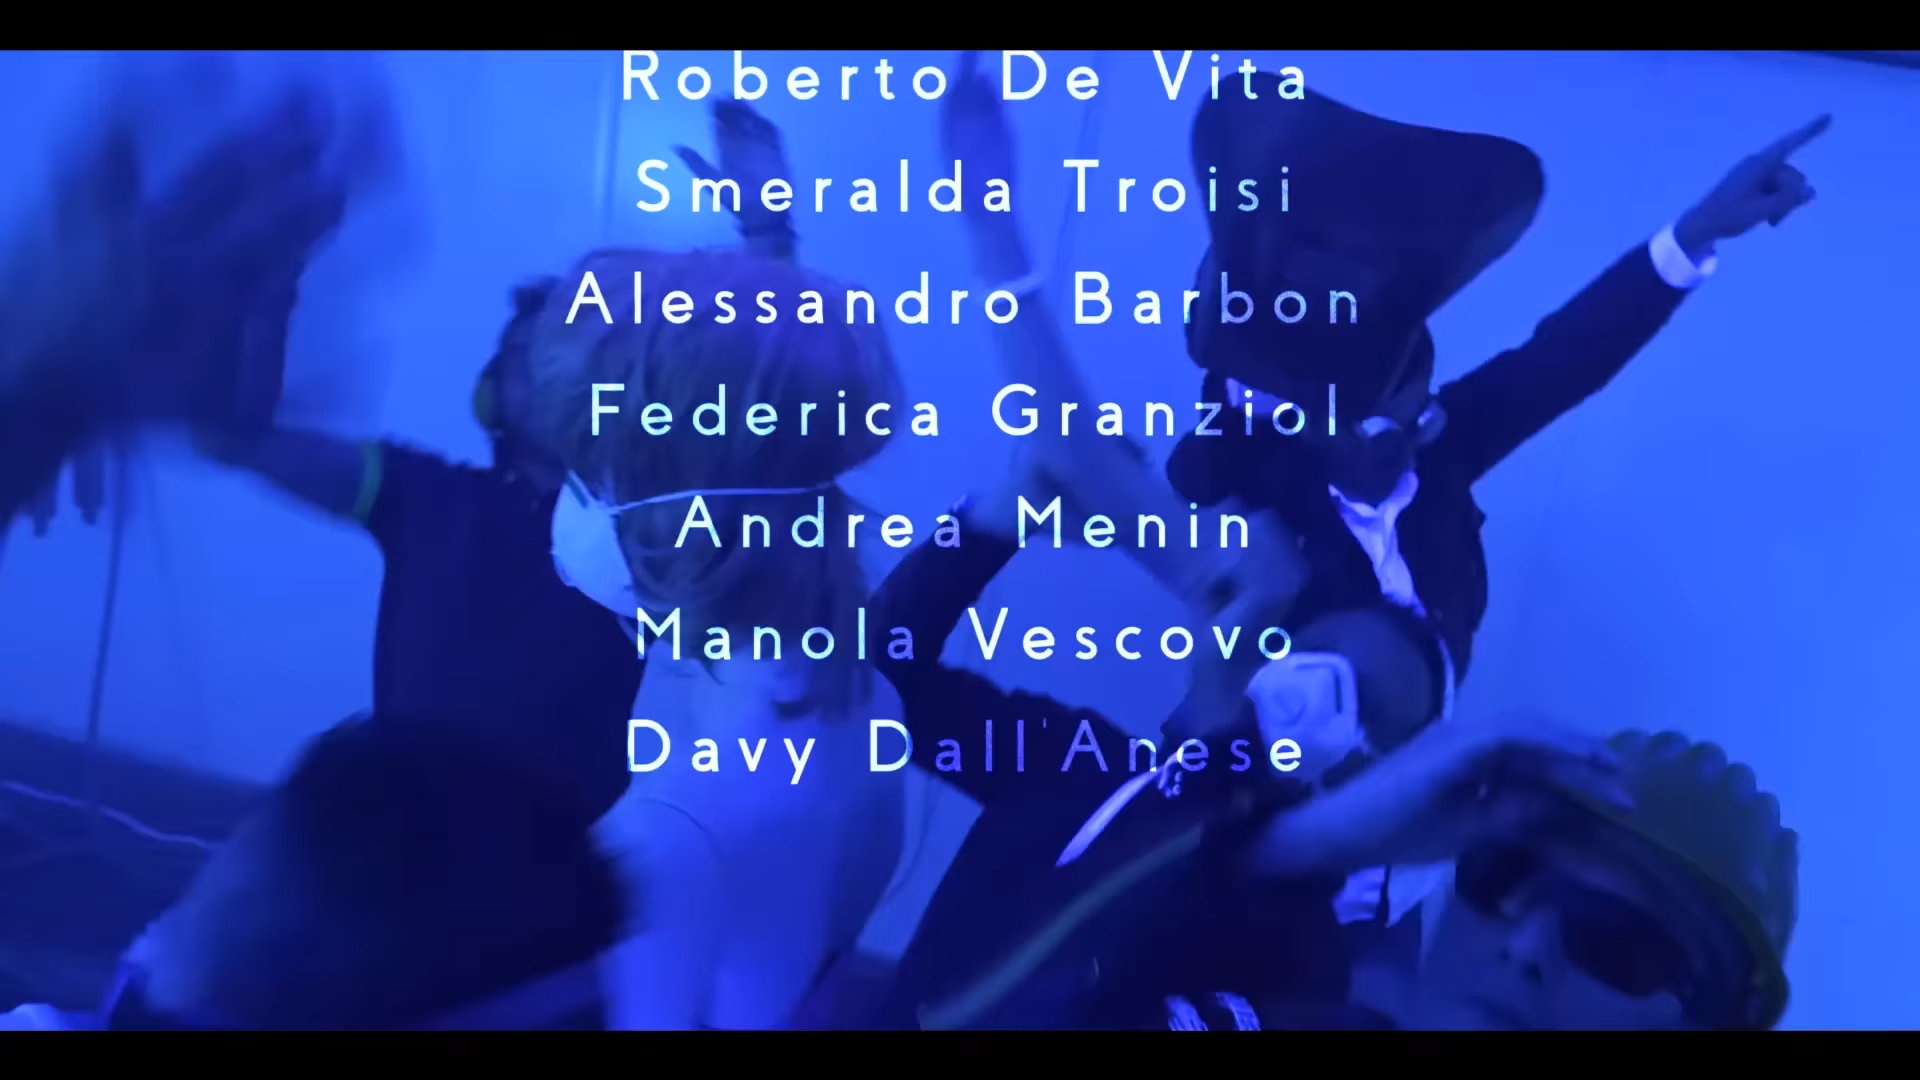 Roberto De Vita
Smeralda Troisi
Alessandro Barbon
Federica Granziol
Andrea Menin
Manola Vescovo
Davy Dall'Anese